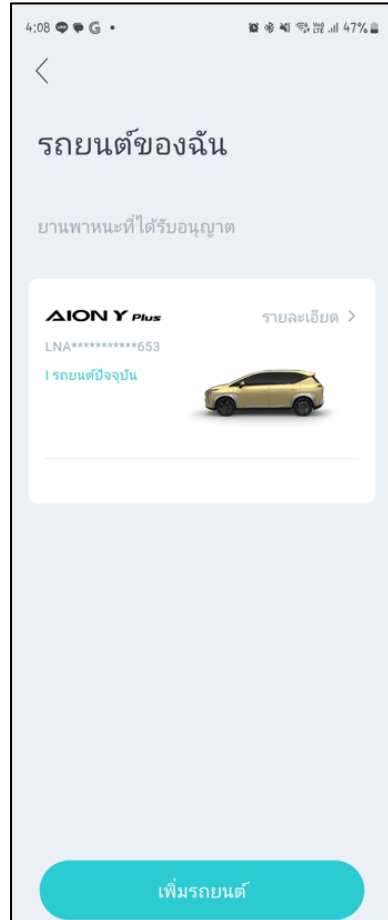 4:08
47%
รถยนต์ของฉัน
ยานพาหนะที่ได้รับอนุญาต
AION Y Plus
รายละเอียด >
LNA***********653
I รถยนต์ปัจจุบัน
เพิ่มรถยนต์